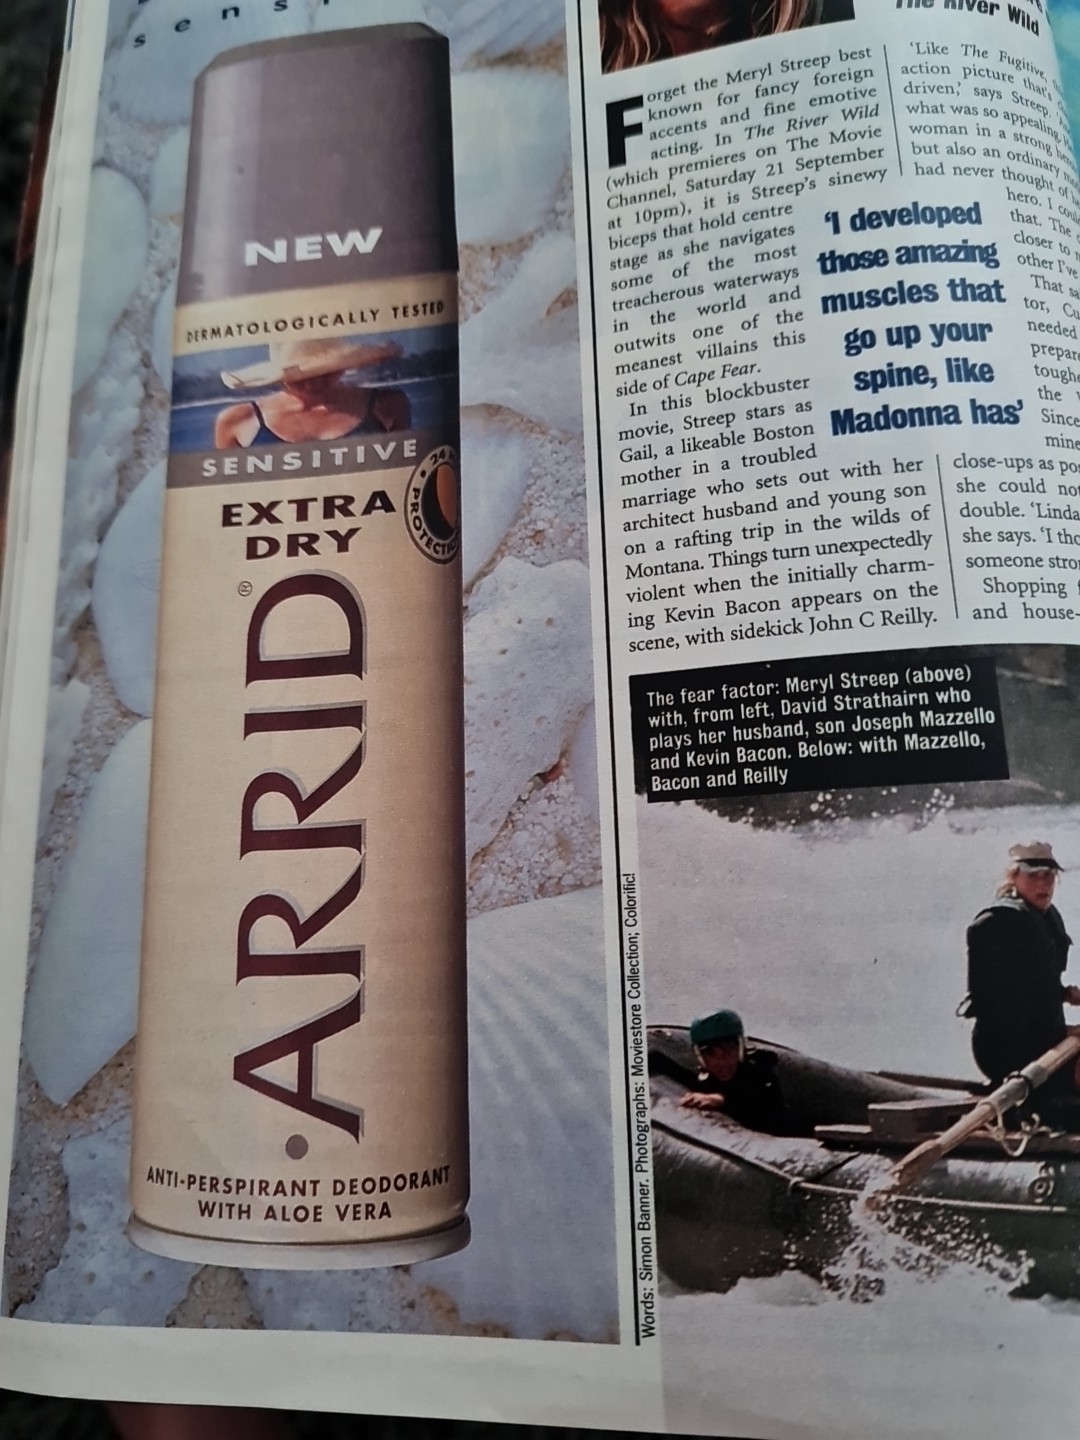 s e n s i
NEW
DERMATOLOGICALLY TESTED
SENSITIVE
24
PROTECTION
EXTRA
DRY
ARRID®
ANTI-PERSPIRANT DEODORANT
WITH ALOE VERA
The River Wild
Forget the Meryl Streep best
known for fancy foreign
accents and fine emotive
acting. In The River Wild
(which premieres on The Movie
Channel, Saturday 21 September
at 10pm), it is Streep's sinewy
biceps that hold centre
stage as she navigates
some of the most
treacherous waterways
in the world and
outwits one of the
meanest villains this
side of Cape Fear.
In this blockbuster
movie, Streep stars as
Gail, a likeable Boston
mother in a troubled
marriage who sets out with her
architect husband and young son
on a rafting trip in the wilds of
Montana. Things turn unexpectedly
violent when the initially charm-
ing Kevin Bacon appears on the
scene, with sidekick John C Reilly.
'Like The Fugitive,
action picture that's
driven,' says Streep.
what was so appealing,
woman in a strong
but also an ordinary
had never thought of
hero. I
that. The
closer to
other I've
That
needed
the
Since
mine
close-ups as
she could not
double. 'Linda
she says. 'I
someone
Shopping
and house-
'I developed
those amazing
muscles that
go up your
spine, like
Madonna has'
The fear factor: Meryl Streep (above)
with, from left, David Strathairn who
plays her husband, son Joseph Mazzello
and Kevin Bacon. Below: with Mazzello,
Bacon and Reilly
Words: Simon Banner. Photographs: Moviestore Collection; Colorific!